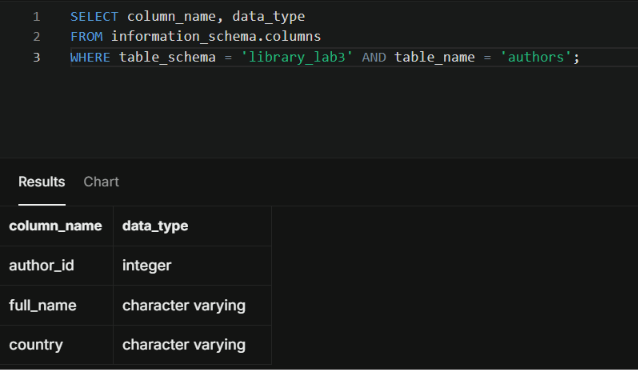 1 SELECT column_name, data_type
2 FROM information_schema.columns
3 WHERE table_schema = 'library_lab3' AND table_name = 'authors';
Results Chart
column_name data_type
author_id integer
full_name character varying
country character varying